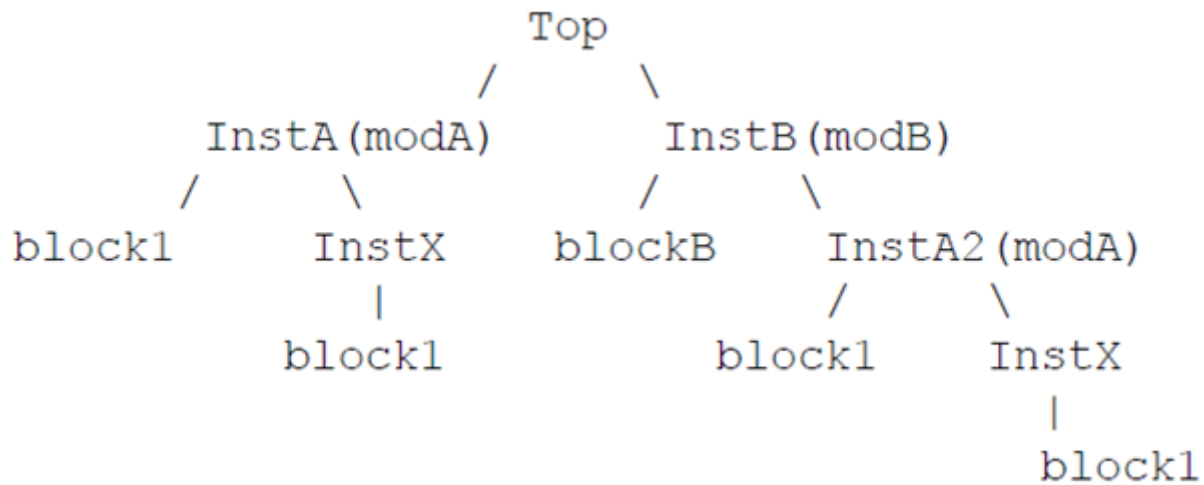 Top
/ \
InstA(modA) InstB(modB)
/ \ / \
block1 InstX blockB InstA2(modA)
| / \
block1 block1 InstX
|
block1